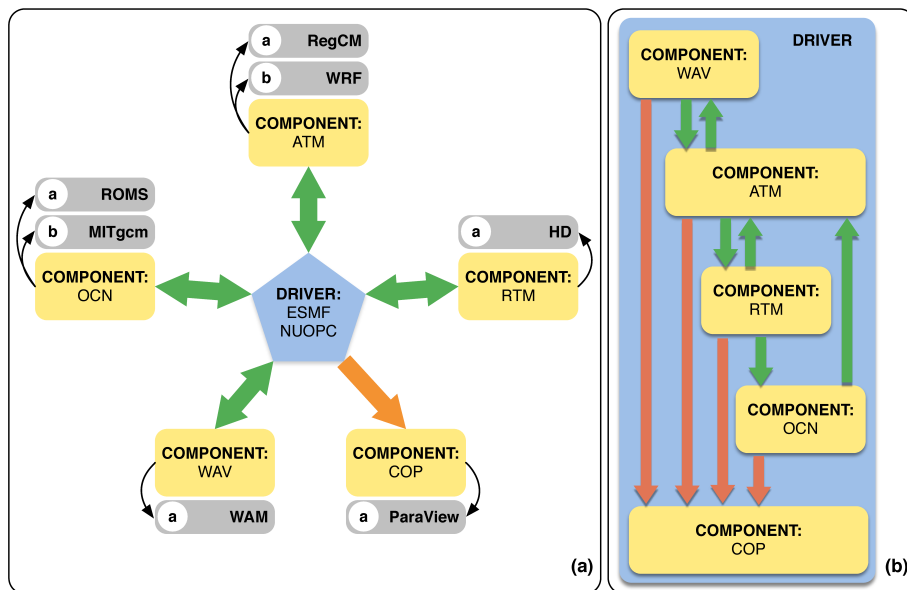 a RegCM
b WRF
COMPONENT:
ATM
a ROMS
b MITgcm
COMPONENT:
OCN
a HD
COMPONENT:
RTM
DRIVER:
ESMF
NUOPC
COMPONENT:
WAV
a WAM
COMPONENT:
COP
a ParaView
(a)
DRIVER
COMPONENT:
WAV
COMPONENT:
ATM
COMPONENT:
RTM
COMPONENT:
OCN
COMPONENT:
COP
(b)